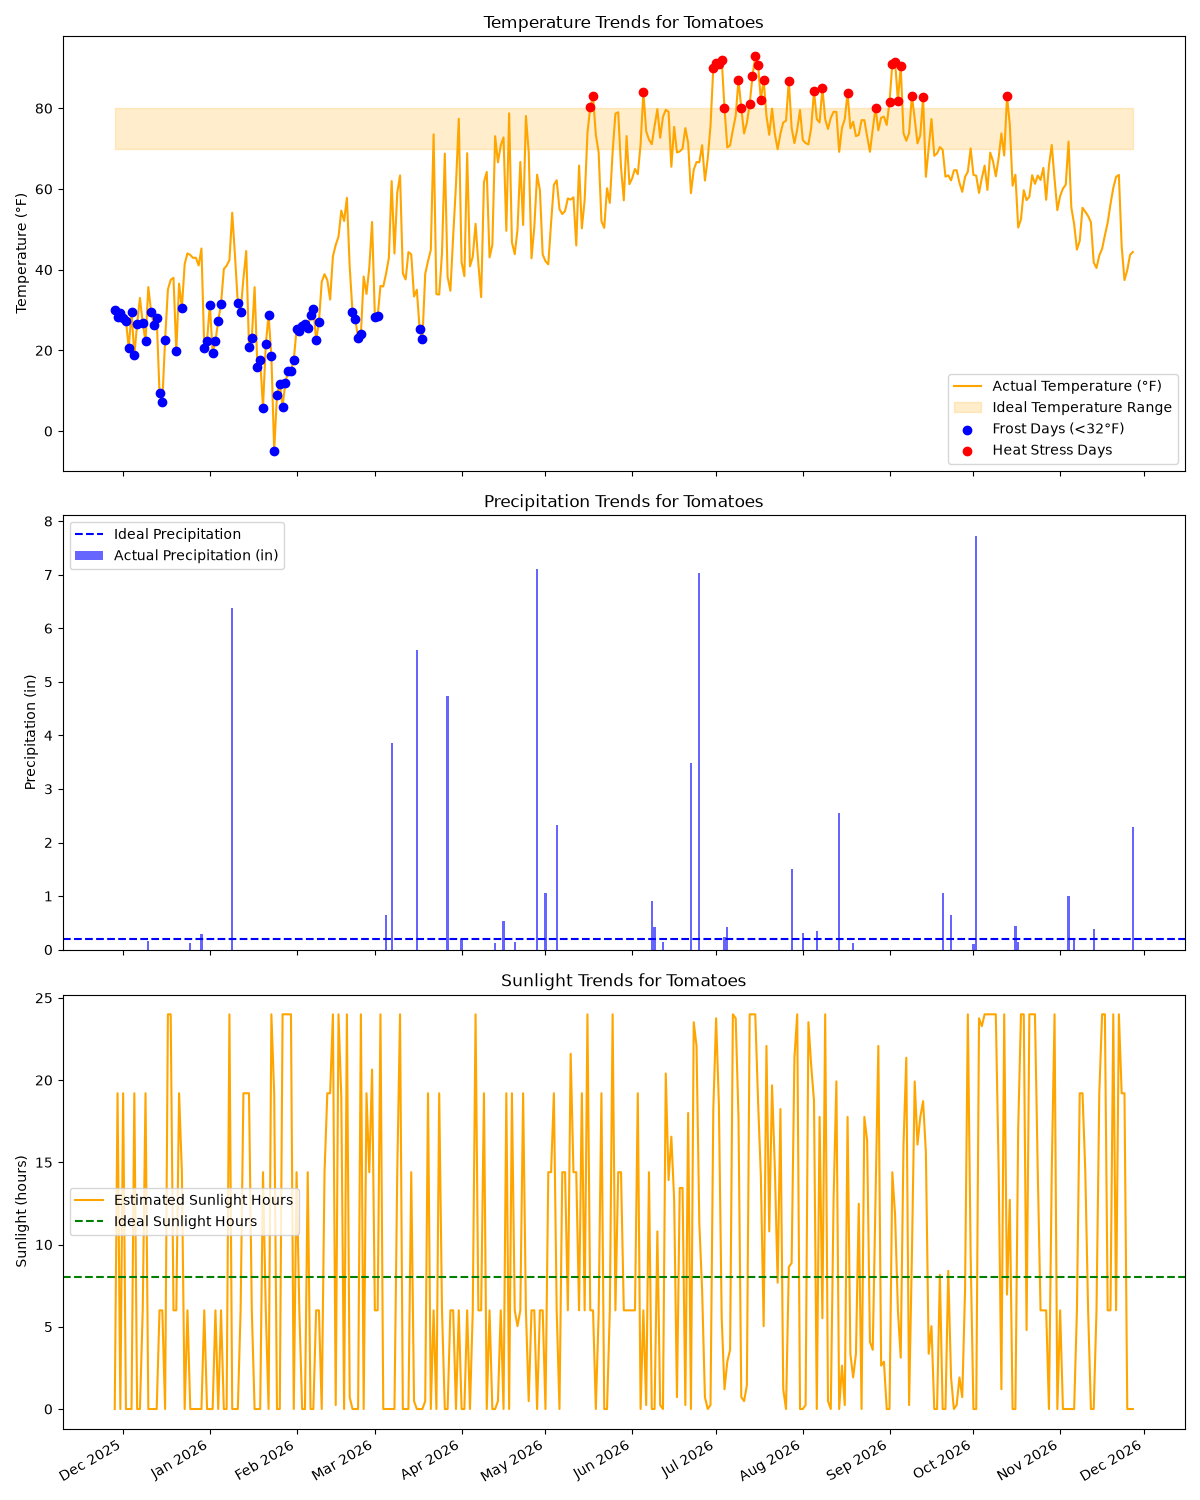 Temperature Trends for Tomatoes
Temperature (°F)
80
60
40
20
0
Actual Temperature (°F)
Ideal Temperature Range
Frost Days (<32°F)
Heat Stress Days
Precipitation Trends for Tomatoes
Precipitation (in)
8
7
6
5
4
3
2
1
0
Ideal Precipitation
Actual Precipitation (in)
Sunlight Trends for Tomatoes
Sunlight (hours)
25
20
15
10
5
0
Estimated Sunlight Hours
Ideal Sunlight Hours
Dec 2025
Jan 2026
Feb 2026
Mar 2026
Apr 2026
May 2026
Jun 2026
Jul 2026
Aug 2026
Sep 2026
Oct 2026
Nov 2026
Dec 2026